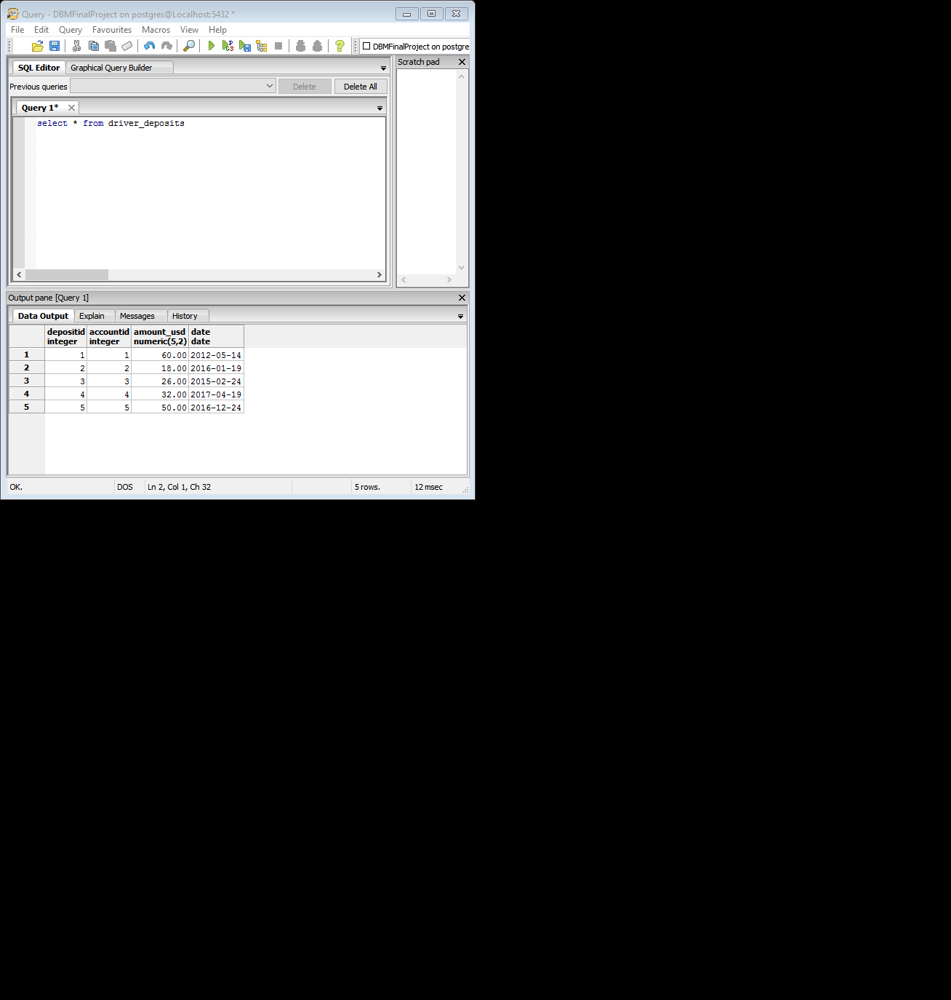 Query - DBMFinalProject on postgres@Localhost:5432 *
File Edit Query Favourites Macros View Help
DBMFinalProject on postgre
SQL Editor Graphical Query Builder
Scratch pad
Previous queries Delete Delete All
Query 1*
select * from driver_deposits
Output pane [Query 1]
Data Output Explain Messages History
depositid accountid amount_usd date
integer integer numeric(5,2) date
1 1 1 60.00 2012-05-14
2 2 2 18.00 2016-01-19
3 3 3 26.00 2015-02-24
4 4 4 32.00 2017-04-19
5 5 5 50.00 2016-12-24
OK. DOS Ln 2, Col 1, Ch 32 5 rows. 12 msec